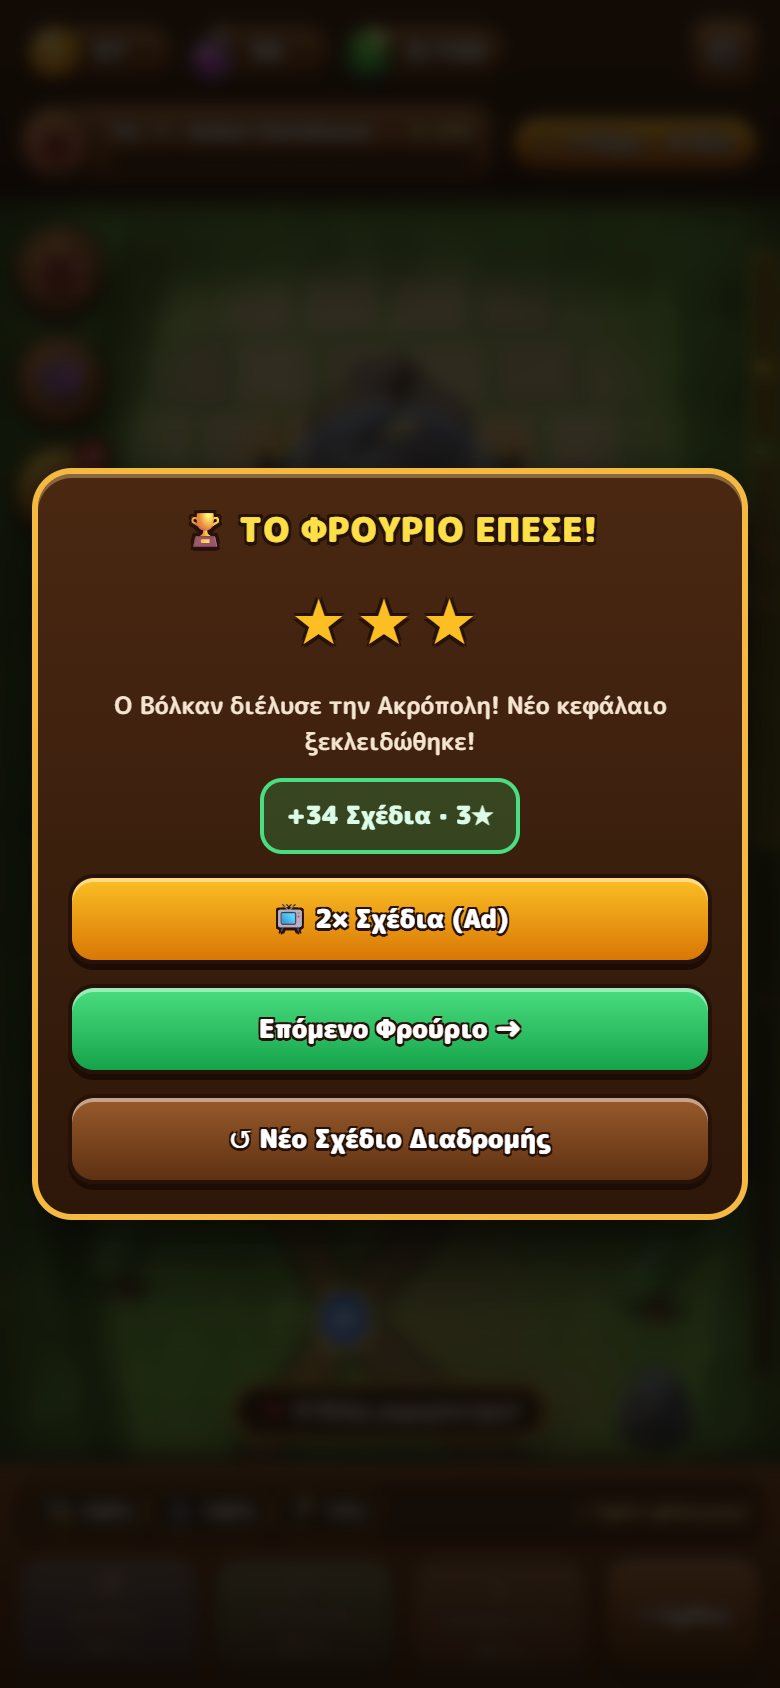 🏆 ΤΟ ΦΡΟΥΡΙΟ ΕΠΕΣΕ!
★ ★ ★
Ο Βόλκαν διέλυσε την Ακρόπολη! Νέο κεφάλαιο
ξεκλειδώθηκε!
+34 Σχέδια · 3★
📺 2× Σχέδια (Ad)
Επόμενο Φρούριο →
↺ Νέο Σχέδιο Διαδρομής